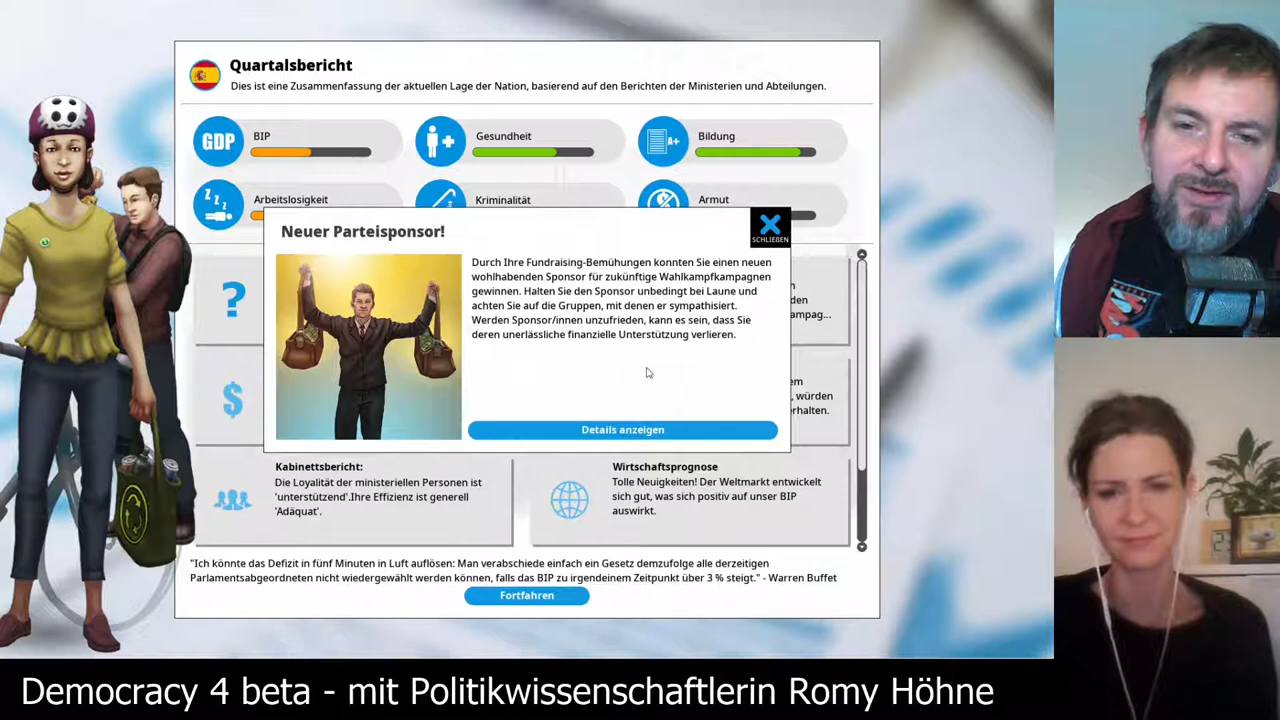 Quartalsbericht
Dies ist eine Zusammenfassung der aktuellen Lage der Nation, basierend auf den Berichten der Ministerien und Abteilungen.
GDP
BIP
Gesundheit
A+
Bildung
Arbeitslosigkeit
Kriminalität
Armut
Neuer Parteisponsor!
SCHLIEßEN
Durch Ihre Fundraising-Bemühungen konnten Sie einen neuen
wohlhabenden Sponsor für zukünftige Wahlkampfkampagnen
gewinnen. Halten Sie den Sponsor unbedingt bei Laune und
achten Sie auf die Gruppen, mit denen er sympathisiert.
Werden Sponsor/innen unzufrieden, kann es sein, dass Sie
deren unerlässliche finanzielle Unterstützung verlieren.
Details anzeigen
?
$
den
ampag...
em
, würden
erhalten.
Kabinettsbericht:
Die Loyalität der ministeriellen Personen ist
'unterstützend'.Ihre Effizienz ist generell
'Adäquat'.
Wirtschaftsprognose
Tolle Neuigkeiten! Der Weltmarkt entwickelt
sich gut, was sich positiv auf unser BIP
auswirkt.
"Ich könnte das Defizit in fünf Minuten in Luft auflösen: Man verabschiede einfach ein Gesetz demzufolge alle derzeitigen
Parlamentsabgeordneten nicht wiedergewählt werden können, falls das BIP zu irgendeinem Zeitpunkt über 3 % steigt." - Warren Buffet
Fortfahren
Democracy 4 beta - mit Politikwissenschaftlerin Romy Höhne